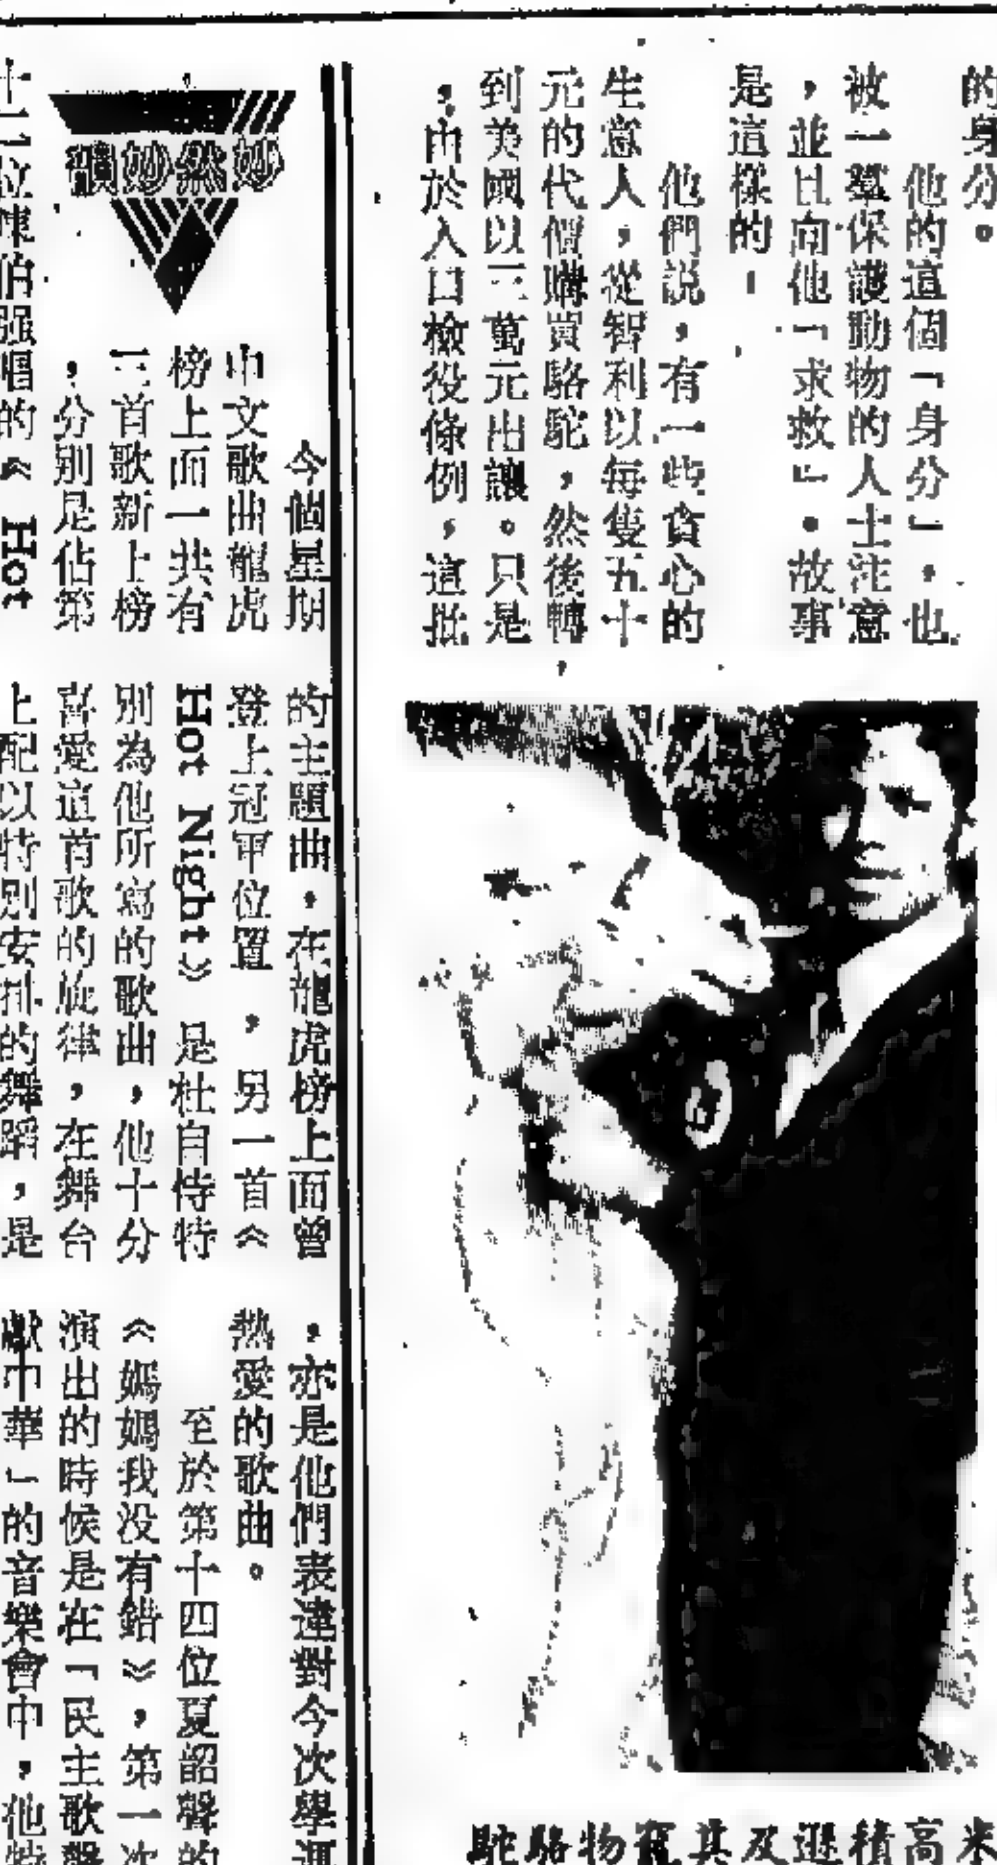 的身分。
他的這個「身分」，也
被一羣保護動物的人士注意
，並且向他「求救」。故事
是這樣的：
他們説，有一些貪心的
生意人，從智利以每隻五十
元的代價購買駱駝，然後轉
到美國以三萬元出讓。只是
，由於入口檢役條例，這批
米高積遜及其寵物駱駝
妙然妙韻
今個星期
中文歌曲龍虎
榜上面一共有
三首歌新上榜
，分別是佔第
十一位陳伯强唱的《 Hot
的主題曲，在龍虎榜上面曾
登上冠軍位置，另一首《
Hot Night》是杜自恃特
別為他所寫的歌曲，他十分
喜愛這首歌的旋律，在舞台
上配以特別安排的舞蹈，是
，亦是他們表達對今次學運
熱愛的歌曲。
至於第十四位夏韶聲的
《媽媽我没有錯》，第一次
演出的時候是在「民主歌聲
獻中華」的音樂會中，他特